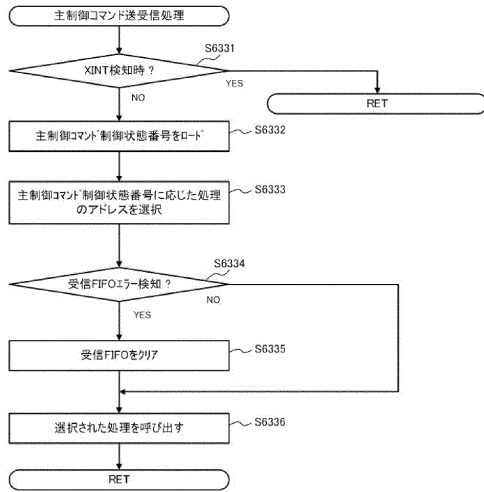 主制御コマンド送受信処理
S6331
XINT検知時？
YES
NO
RET
主制御ｺﾏﾝﾄﾞ制御状態番号をﾛｰﾄﾞ
S6332
主制御ｺﾏﾝﾄﾞ制御状態番号に応じた処理
のアドレスを選択
S6333
S6334
受信FIFOｴﾗｰ検知？
NO
YES
受信FIFOをｸﾘｱ
S6335
選択された処理を呼び出す
S6336
RET